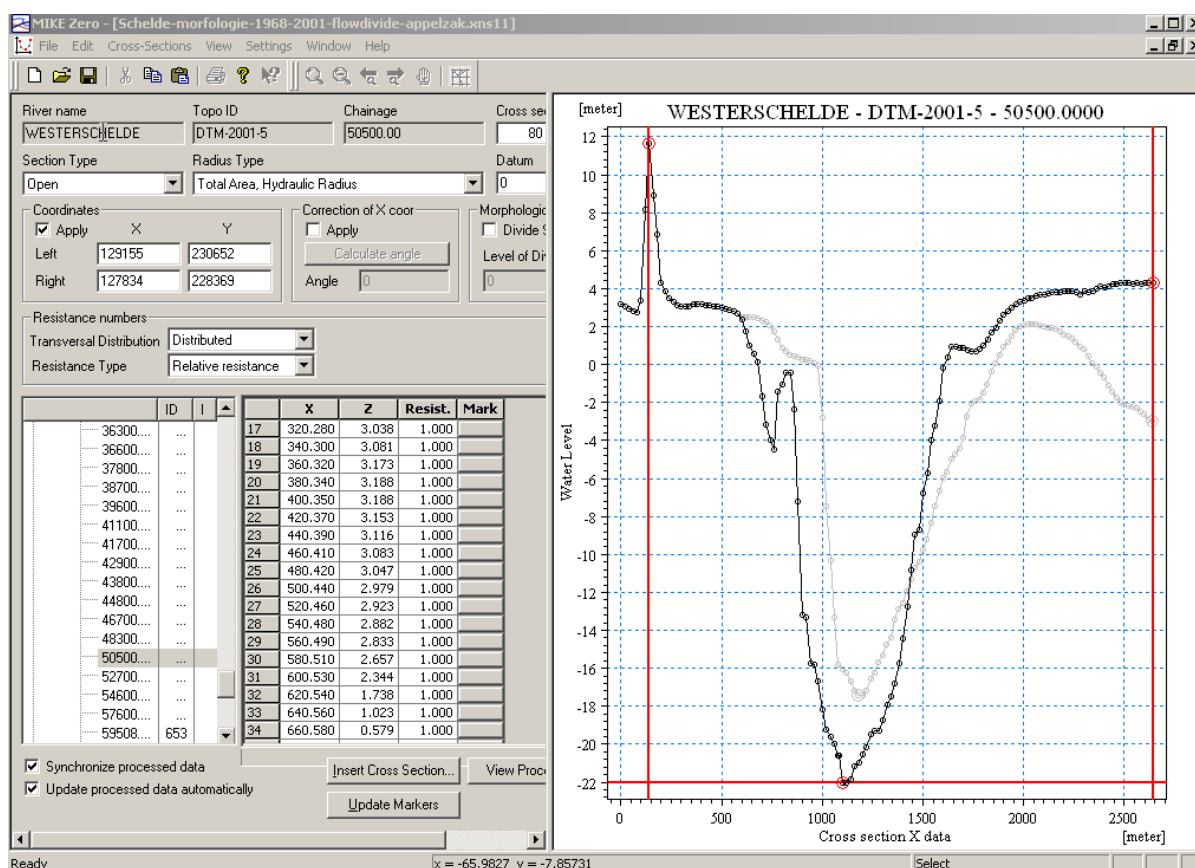 MIKE Zero - [Schelde-morfologie-1968-2001-flowdivide-appelzak.xns11]
File Edit Cross-Sections View Settings Window Help
River name Topo ID Chainage Cross se
WESTERSCHELDE DTM-2001-5 50500.00 80
Section Type Radius Type Datum
Open Total Area, Hydraulic Radius 0
Coordinates Correction of X coor Morphologic
Apply X Y Apply Divide S
Left 129155 230652 Calculate angle Level of Div
Right 127834 228369 Angle 0 0
Resistance numbers
Transversal Distribution Distributed
Resistance Type Relative resistance
ID I
36300....  ...
36600....  ...
37800....  ...
38700....  ...
39600....  ...
41100....  ...
41700....  ...
42900....  ...
43800....  ...
44800....  ...
46700....  ...
48300....  ...
50500....  ...
52700....  ...
54600....  ...
57600....  ...
59508....  653
X Z Resist. Mark
17 320.280 3.038 1.000
18 340.300 3.081 1.000
19 360.320 3.173 1.000
20 380.340 3.188 1.000
21 400.350 3.188 1.000
22 420.370 3.153 1.000
23 440.390 3.116 1.000
24 460.410 3.083 1.000
25 480.420 3.047 1.000
26 500.440 2.979 1.000
27 520.460 2.923 1.000
28 540.480 2.882 1.000
29 560.490 2.833 1.000
30 580.510 2.657 1.000
31 600.530 2.344 1.000
32 620.540 1.738 1.000
33 640.560 1.023 1.000
34 660.580 0.579 1.000
Synchronize processed data
Update processed data automatically
Insert Cross Section... View Proce
Update Markers
[meter] WESTERSCHELDE - DTM-2001-5 - 50500.0000
12
10
8
6
4
2
0
-2
-4
-6
-8
-10
-12
-14
-16
-18
-20
-22
Water Level
0 500 1000 1500 2000 2500
Cross section X data [meter]
Ready x = -65.9827 y = -7.85731 Select